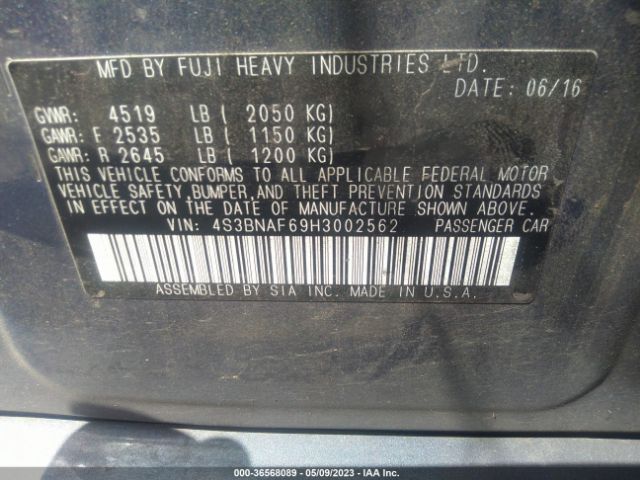 MFD BY FUJI HEAVY INDUSTRIES LTD.
DATE: 06/16
GVWR: 4519 LB ( 2050 KG)
GAWR: F 2535 LB ( 1150 KG)
GAWR: R 2645 LB ( 1200 KG)
THIS VEHICLE CONFORMS TO ALL APPLICABLE FEDERAL MOTOR
VEHICLE SAFETY,BUMPER,AND THEFT PREVENTION STANDARDS
IN EFFECT ON THE DATE OF MANUFACTURE SHOWN ABOVE.
VIN: 4S3BNAF69H3002562 PASSENGER CAR
ASSEMBLED BY SIA INC. MADE IN U.S.A.
000-36568089 - 05/09/2023 - IAA Inc.